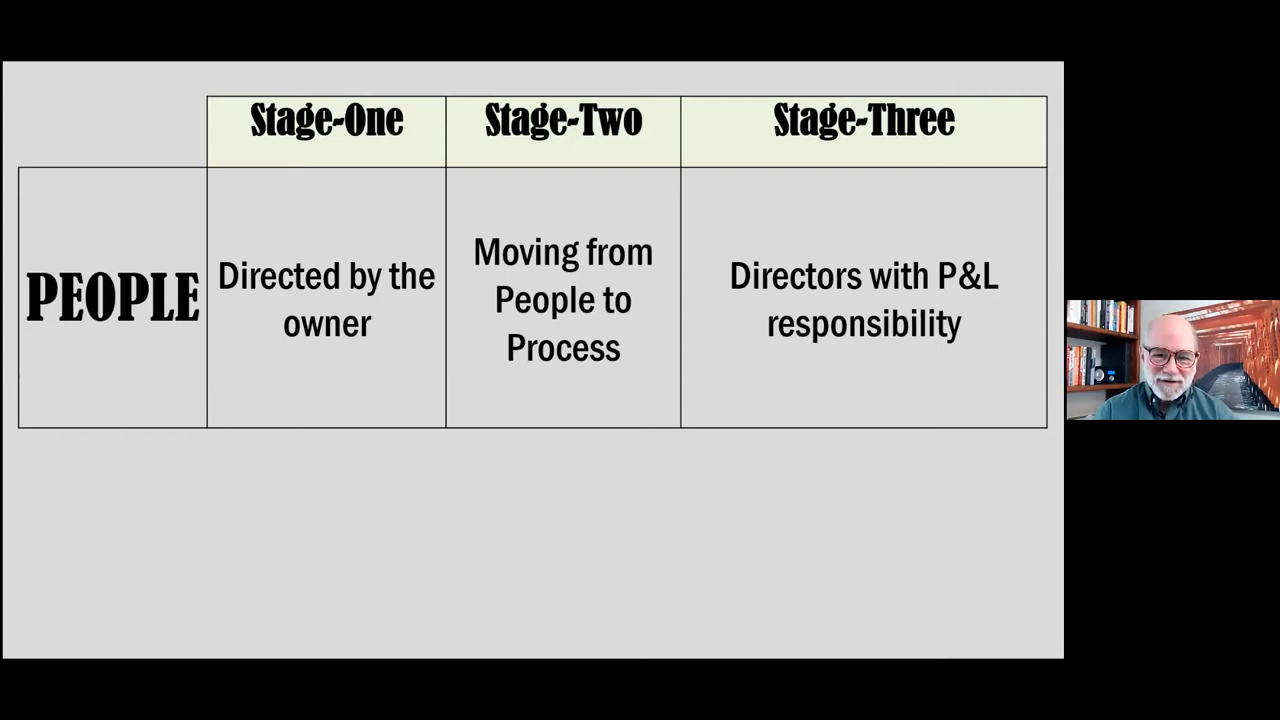 Stage-One
Stage-Two
Stage-Three
PEOPLE
Directed by the
owner
Moving from
People to
Process
Directors with P&L
responsibility